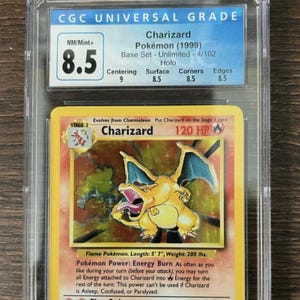 CGC UNIVERSAL GRADE
NM/Mint+
8.5
Charizard
Pokémon (1999)
Base Set - Unlimited - 4/102
Holo
Centering Surface Corners Edges
9 8.5 8.5 8.5
STAGE 2
Evolves from Charmeleon Put Charizard on the Stage 1 card
Charizard 120 HP
Flame Pokémon. Length: 5' 7", Weight: 200 lbs.
Pokémon Power: Energy Burn As often as you
like during your turn (before your attack), you may turn
all Energy attached to Charizard into Energy for the
rest of the turn. This power can't be used if Charizard
is Asleep, Confused, or Paralyzed.